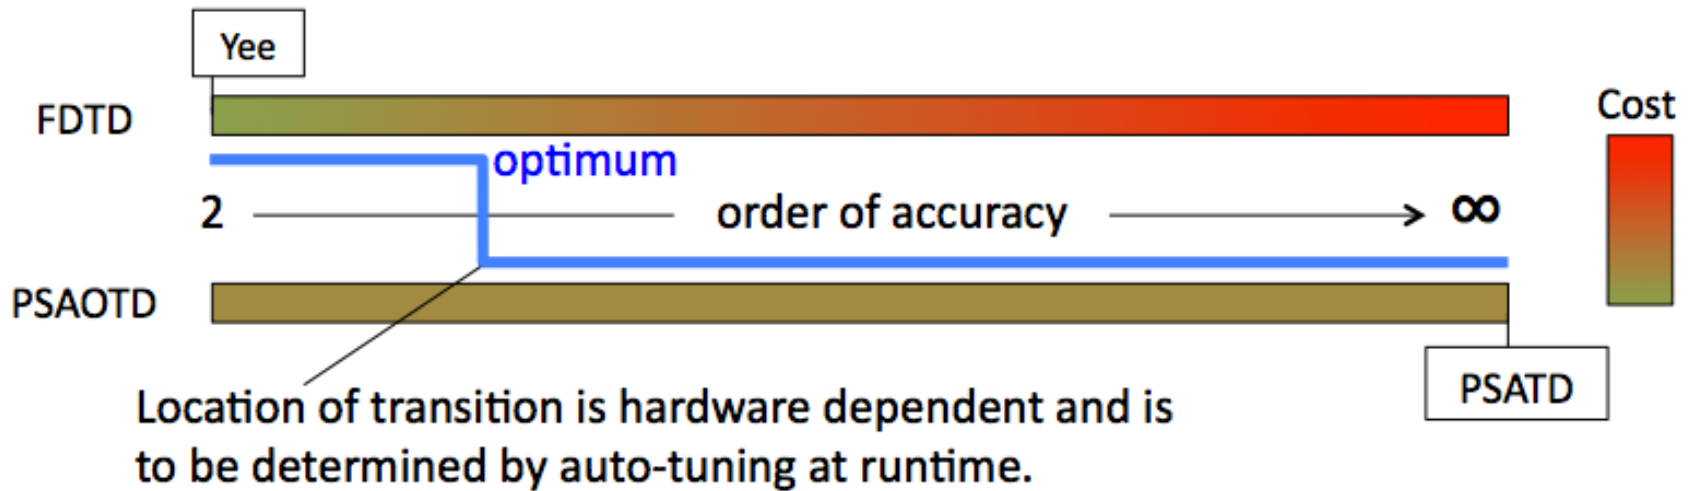 Yee
FDTD
Cost
optimum
2
order of accuracy
∞
PSAOTD
PSATD
Location of transition is hardware dependent and is
to be determined by auto-tuning at runtime.